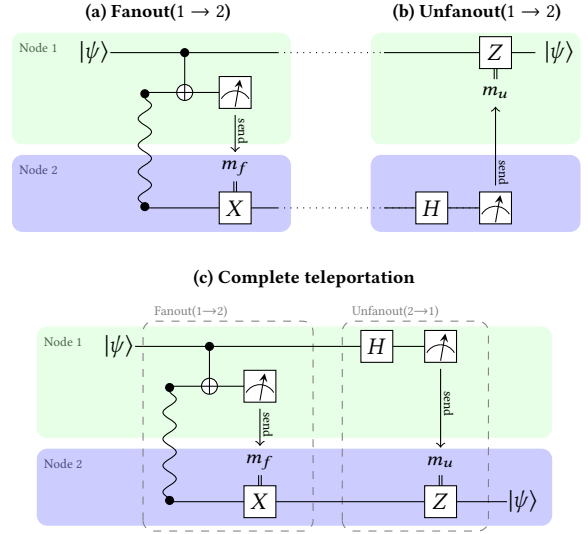 (a) Fanout(1 → 2)
(b) Unfanout(1 → 2)
Node 1
|ψ⟩
Z
|ψ⟩
m_u
send
send
Node 2
m_f
X
H
(c) Complete teleportation
Fanout(1→2)
Unfanout(2→1)
Node 1
|ψ⟩
H
send
send
Node 2
m_f
m_u
X
Z
|ψ⟩